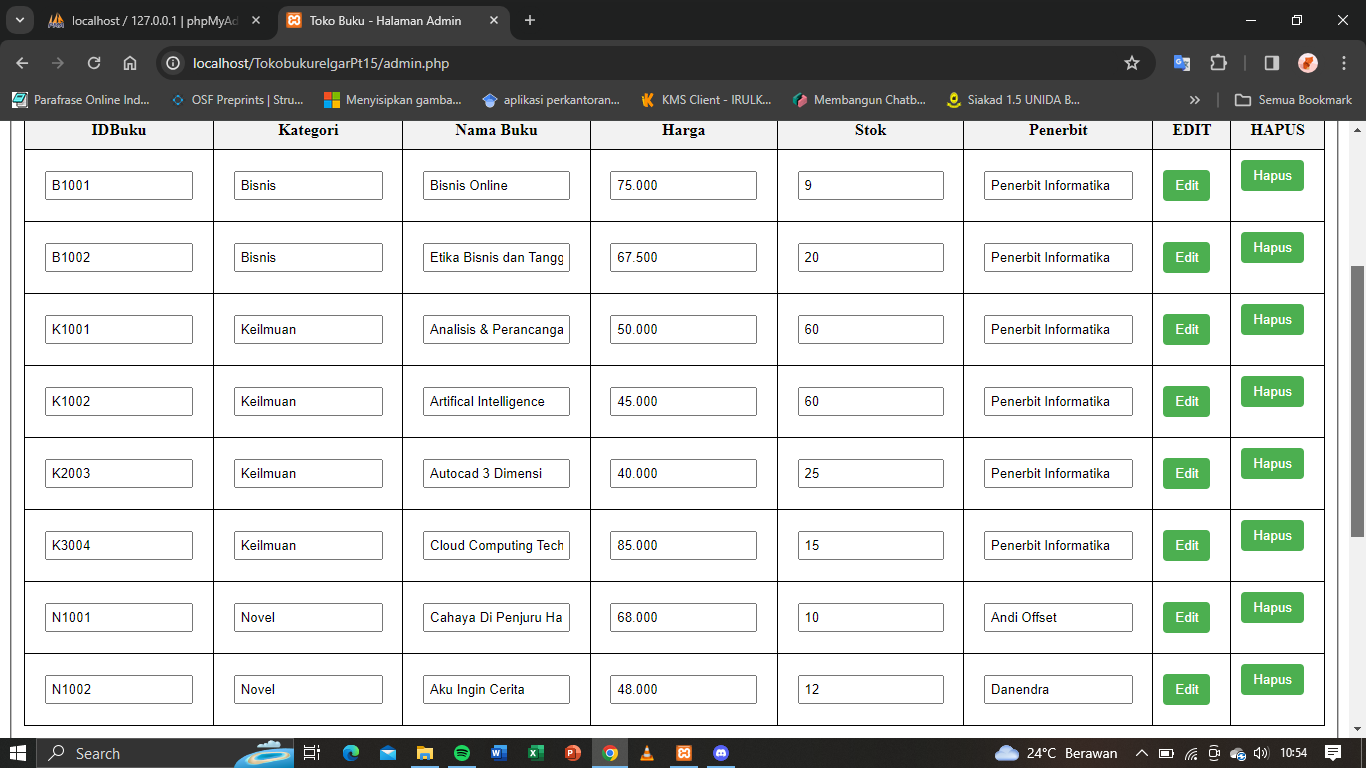 localhost / 127.0.0.1 | phpMyAd
Toko Buku - Halaman Admin
localhost/TokobukurelgarPt15/admin.php
Parafrase Online Ind...
OSF Preprints | Stru...
Menyisipkan gamba...
aplikasi perkantoran...
KMS Client - IRULK...
Membangun Chatb...
Siakad 1.5 UNIDA B...
Semua Bookmark
IDBuku Kategori Nama Buku Harga Stok Penerbit EDIT HAPUS
B1001 Bisnis Bisnis Online 75.000 9 Penerbit Informatika Edit Hapus
B1002 Bisnis Etika Bisnis dan Tangg 67.500 20 Penerbit Informatika Edit Hapus
K1001 Keilmuan Analisis & Perancanga 50.000 60 Penerbit Informatika Edit Hapus
K1002 Keilmuan Artifical Intelligence 45.000 60 Penerbit Informatika Edit Hapus
K2003 Keilmuan Autocad 3 Dimensi 40.000 25 Penerbit Informatika Edit Hapus
K3004 Keilmuan Cloud Computing Tech 85.000 15 Penerbit Informatika Edit Hapus
N1001 Novel Cahaya Di Penjuru Ha 68.000 10 Andi Offset Edit Hapus
N1002 Novel Aku Ingin Cerita 48.000 12 Danendra Edit Hapus
Search
24°C Berawan
10:54